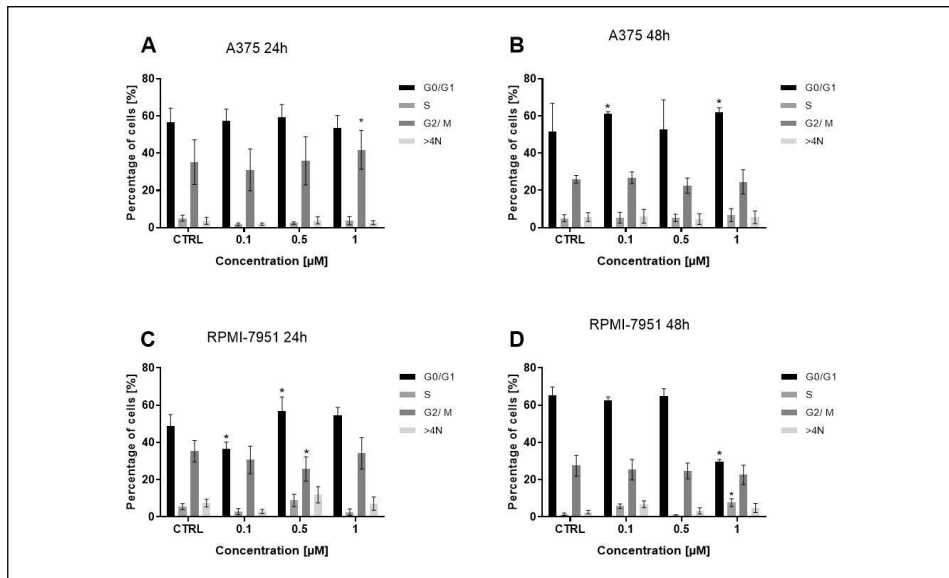 A
A375 24h
Percentage of cells [%]
80
60
40
20
0
*
CTRL
0.1
0.5
1
Concentration [µM]
G0/G1
S
G2/ M
>4N
B
A375 48h
Percentage of cells [%]
80
60
40
20
0
*
*
CTRL
0.1
0.5
1
Concentration [µM]
G0/G1
S
G2/ M
>4N
C
RPMI-7951 24h
Percentage of cells [%]
80
60
40
20
0
*
*
*
CTRL
0.1
0.5
1
Concentration [µM]
G0/G1
S
G2/ M
>4N
D
RPMI-7951 48h
Percentage of cells [%]
80
60
40
20
0
*
*
CTRL
0.1
0.5
1
Concentration [µM]
G0/G1
S
G2/ M
>4N